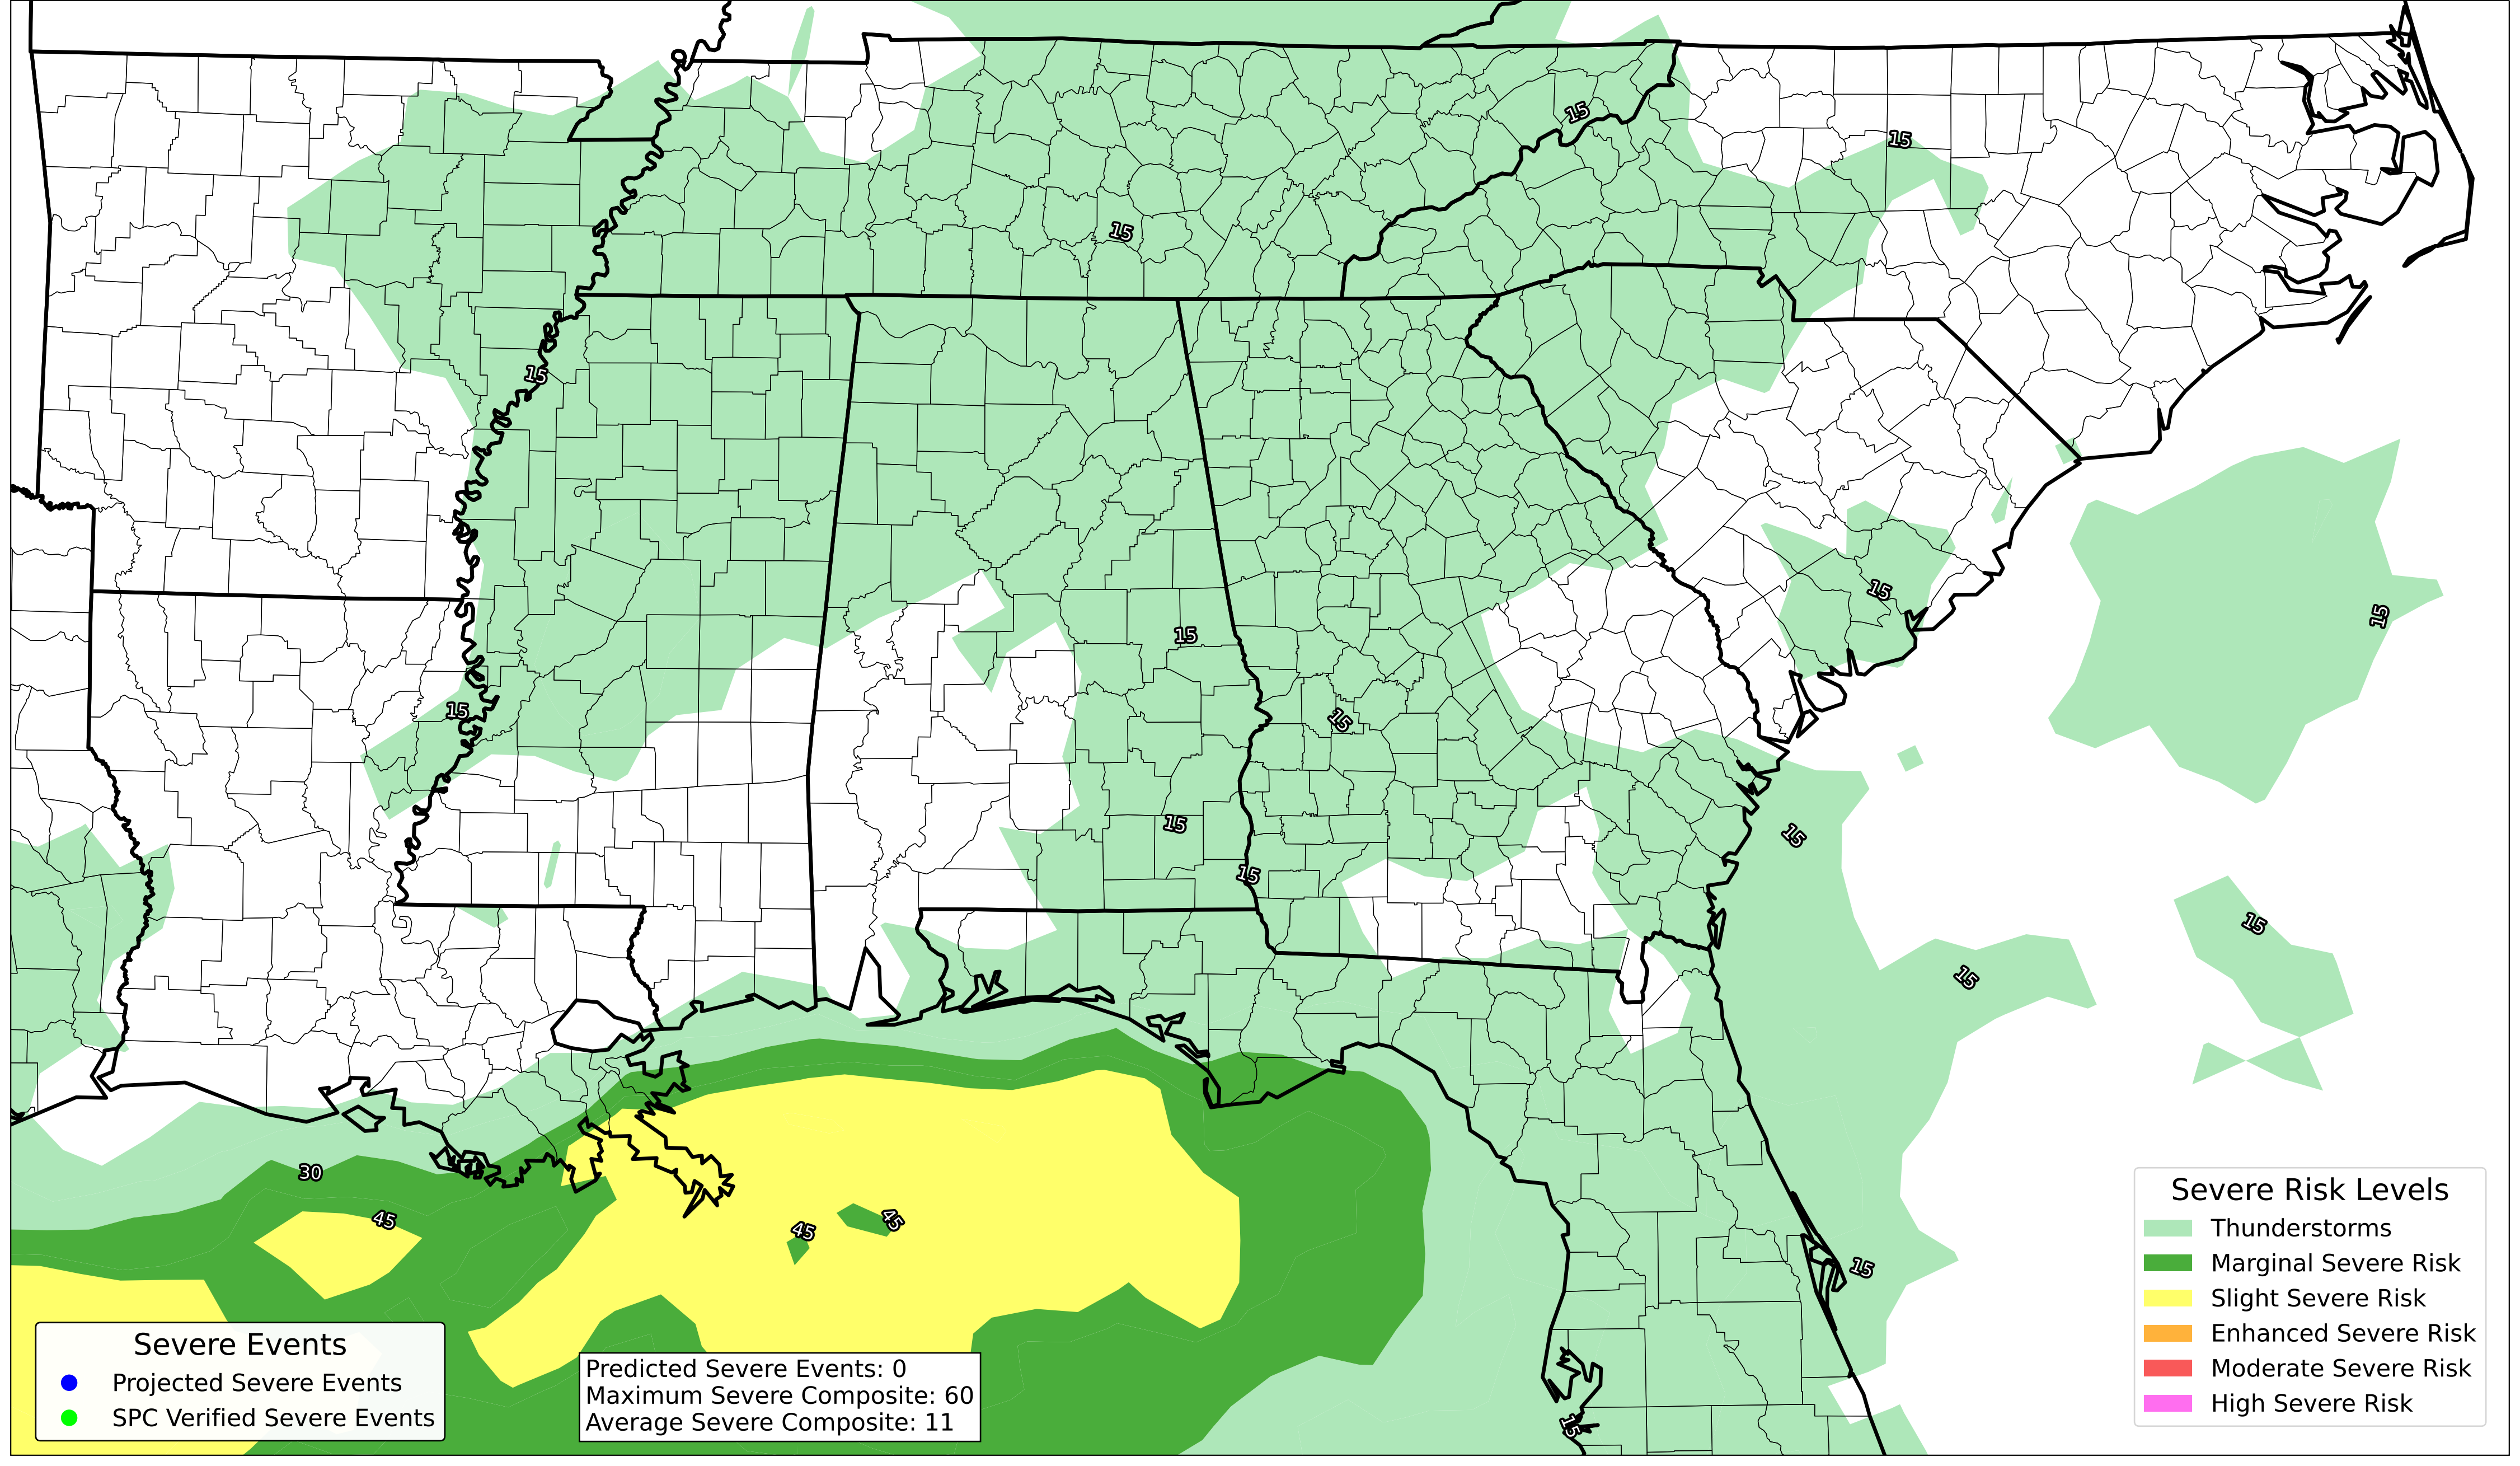 15
15
15
15
15
15
15
15
15
15
15
15
15
15
30
45
45
45
15
15
Severe Risk Levels
Thunderstorms
Marginal Severe Risk
Slight Severe Risk
Enhanced Severe Risk
Moderate Severe Risk
High Severe Risk
Severe Events
Projected Severe Events
SPC Verified Severe Events
Predicted Severe Events: 0
Maximum Severe Composite: 60
Average Severe Composite: 11